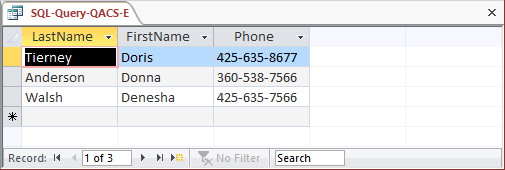 SQL-Query-QACS-E
LastName FirstName Phone
Tierney Doris 425-635-8677
Anderson Donna 360-538-7566
Walsh Denesha 425-635-7566
Record: 1 of 3 No Filter Search